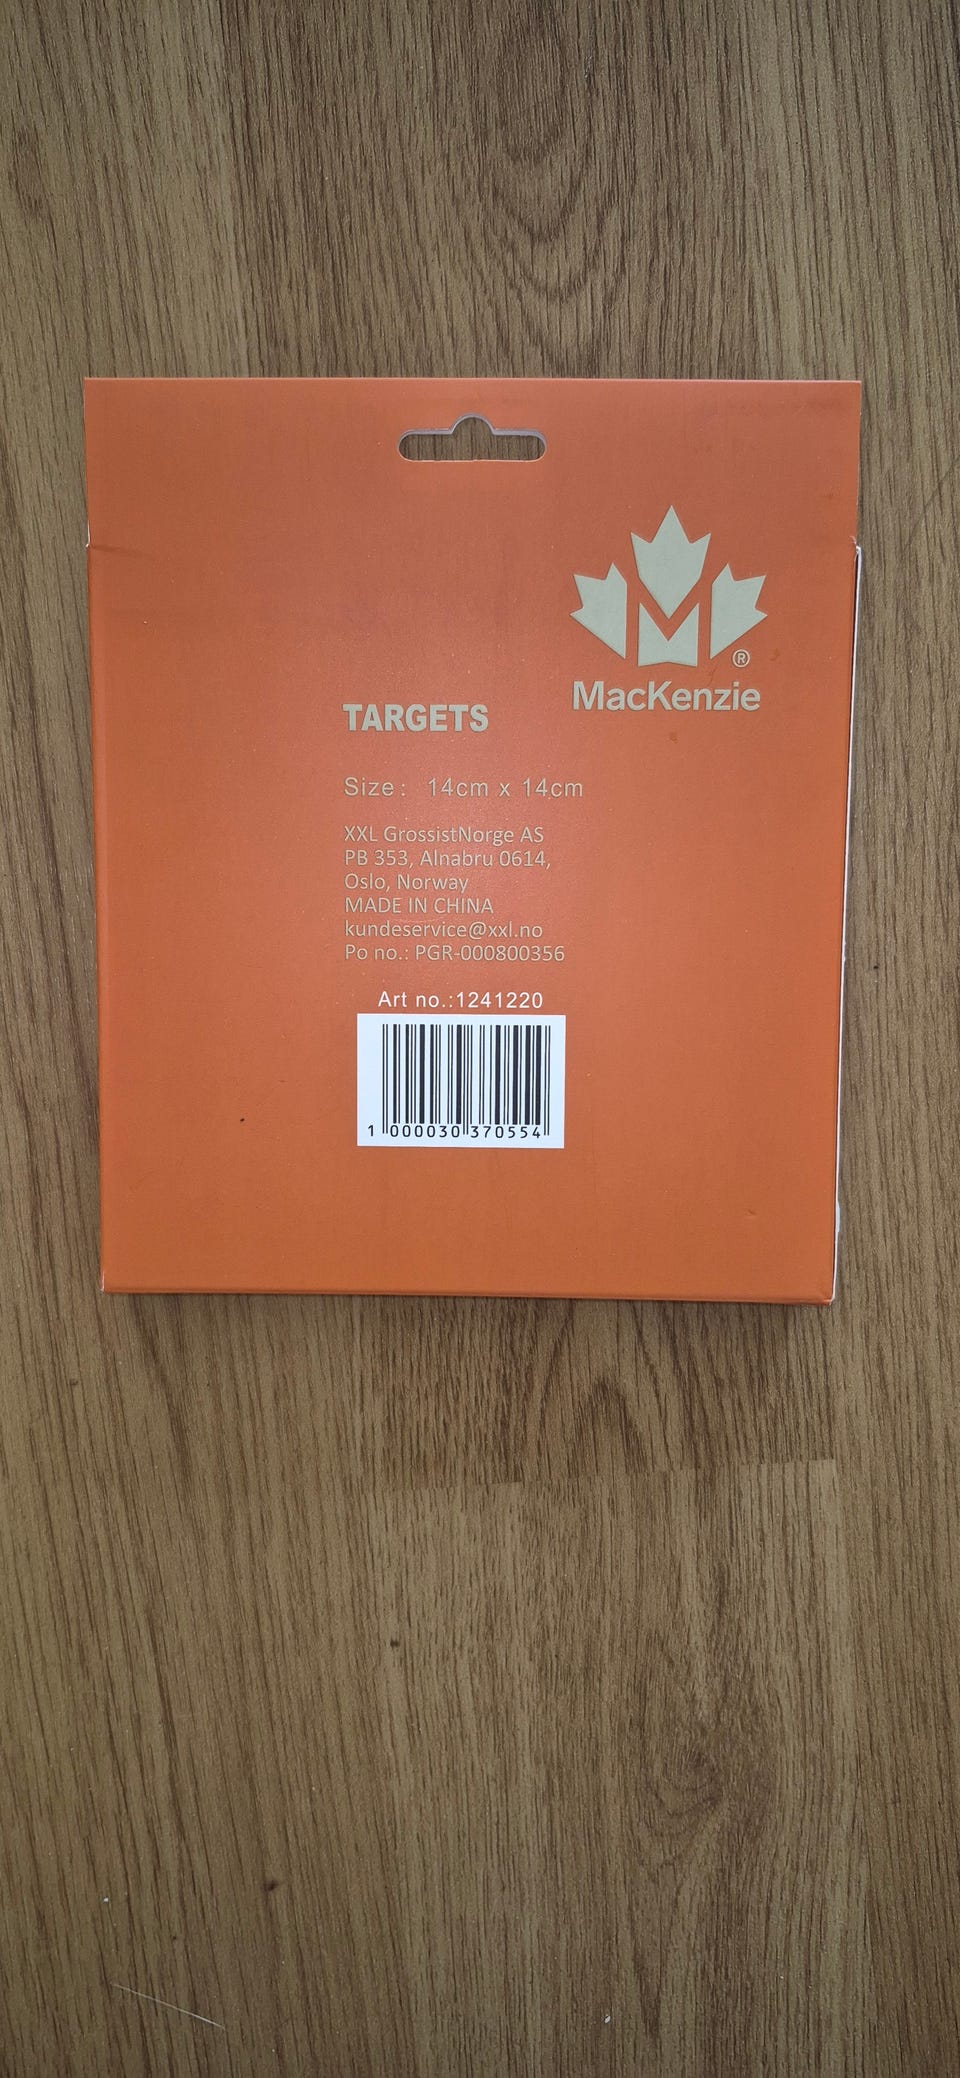 ®
MacKenzie
TARGETS
Size: 14cm x 14cm
XXL GrossistNorge AS
PB 353, Alnabru 0614,
Oslo, Norway
MADE IN CHINA
kundeservice@xxl.no
Po no.: PGR-000800356
Art no.:1241220
1 000030 370554